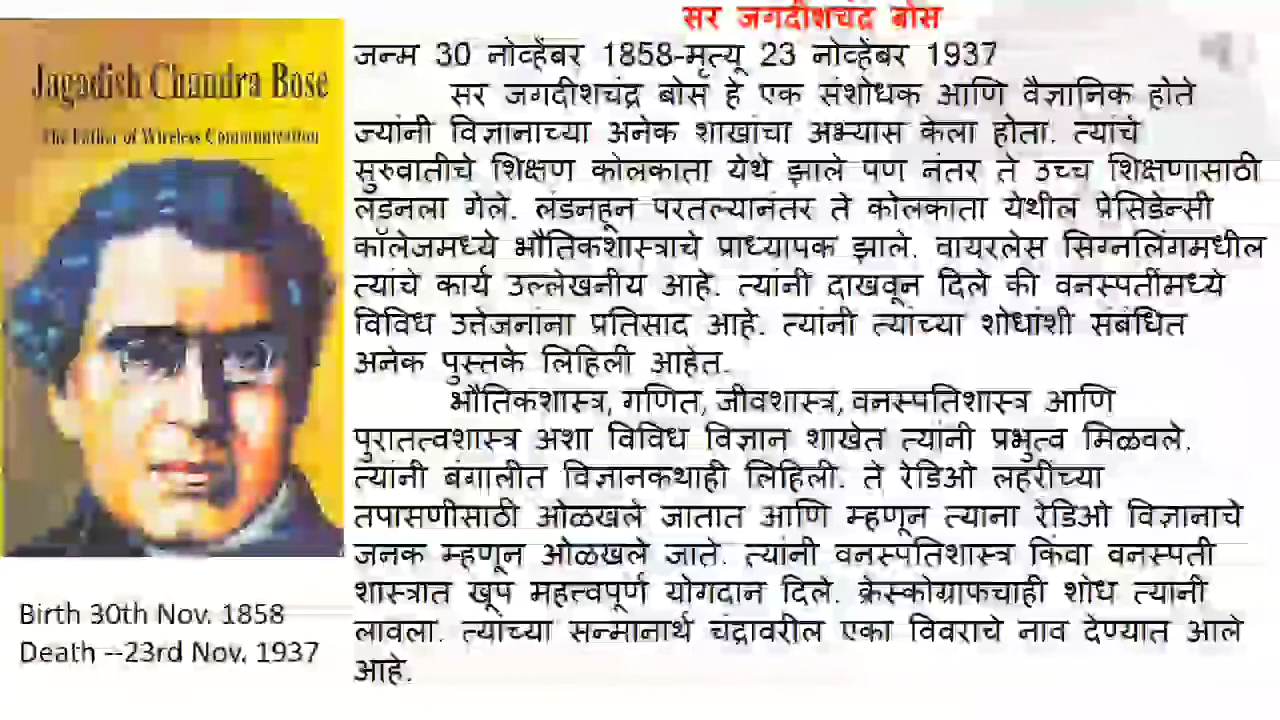 सर जगदीशचंद्र बोस
Jagadish Chandra Bose
The Father of Wireless Communication
जन्म 30 नोव्हेंबर 1858-मृत्यू 23 नोव्हेंबर 1937
सर जगदीशचंद्र बोस हे एक संशोधक आणि वैज्ञानिक होते
ज्यांनी विज्ञानाच्या अनेक शाखांचा अभ्यास केला होता. त्यांचे
सुरुवातीचे शिक्षण कोलकाता येथे झाले पण नंतर ते उच्च शिक्षणासाठी
लंडनला गेले. लंडनहून परतल्यानंतर ते कोलकाता येथील प्रेसिडेन्सी
कॉलेजमध्ये भौतिकशास्त्राचे प्राध्यापक झाले. वायरलेस सिग्नलिंगमधील
त्यांचे कार्य उल्लेखनीय आहे. त्यांनी दाखवून दिले की वनस्पतींमध्ये
विविध उत्तेजनांना प्रतिसाद आहे. त्यांनी त्यांच्या शोधांशी संबंधित
अनेक पुस्तके लिहिली आहेत.
भौतिकशास्त्र, गणित, जीवशास्त्र, वनस्पतिशास्त्र आणि
पुरातत्वशास्त्र अशा विविध विज्ञान शाखेत त्यांनी प्रभुत्व मिळवले.
त्यांनी बंगालीत विज्ञानकथाही लिहिली. ते रेडिओ लहरींच्या
तपासणीसाठी ओळखले जातात आणि म्हणून त्यांना रेडिओ विज्ञानाचे
जनक म्हणून ओळखले जाते. त्यांनी वनस्पतिशास्त्र किंवा वनस्पती
शास्त्रात खूप महत्त्वपूर्ण योगदान दिले. क्रेस्कोग्राफचाही शोध त्यांनी
लावला. त्यांच्या सन्मानार्थ चंद्रावरील एका विवराचे नाव देण्यात आले
आहे.
Birth 30th Nov. 1858
Death --23rd Nov. 1937